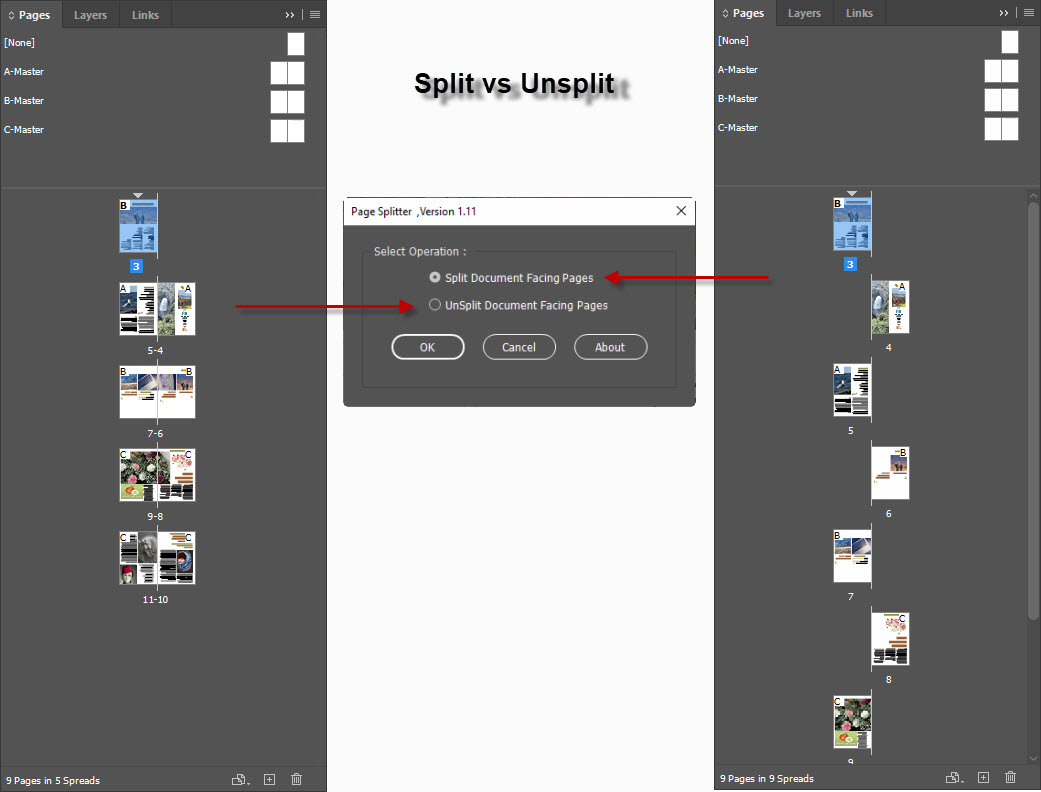 Pages Layers Links
[None]
A-Master
B-Master
C-Master
B
3
A A
5-4
B B
7-6
C C
9-8
C C
11-10
9 Pages in 5 Spreads
Split vs Unsplit
Page Splitter ,Version 1.11
Select Operation :
Split Document Facing Pages
UnSplit Document Facing Pages
OK Cancel About
Pages Layers Links
[None]
A-Master
B-Master
C-Master
B
3
A
4
A
5
B
6
B
7
C
8
C
9
9 Pages in 9 Spreads